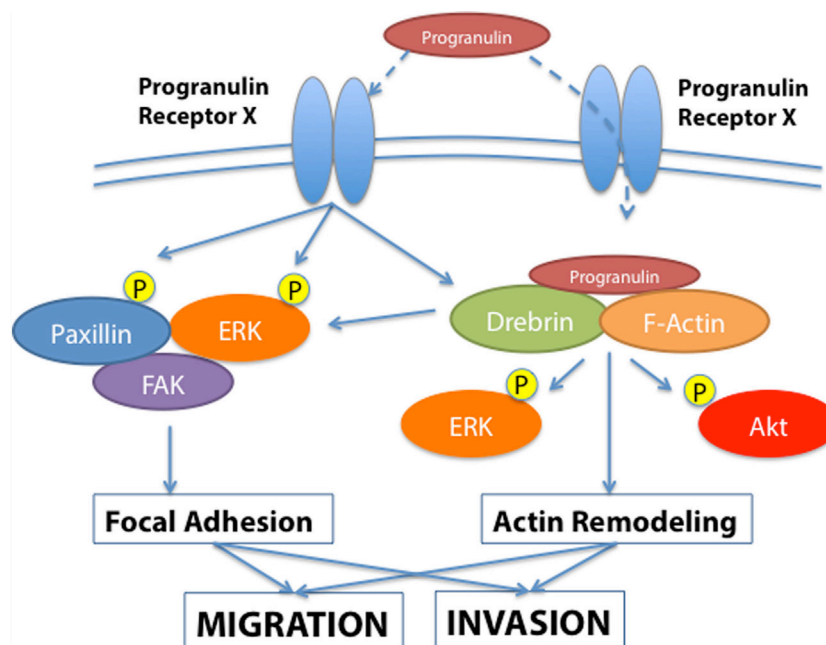 Progranulin
Progranulin
Receptor X
Progranulin
Receptor X
P
P
Paxillin
ERK
FAK
Progranulin
Drebrin
F-Actin
P
ERK
P
Akt
Focal Adhesion
Actin Remodeling
MIGRATION
INVASION